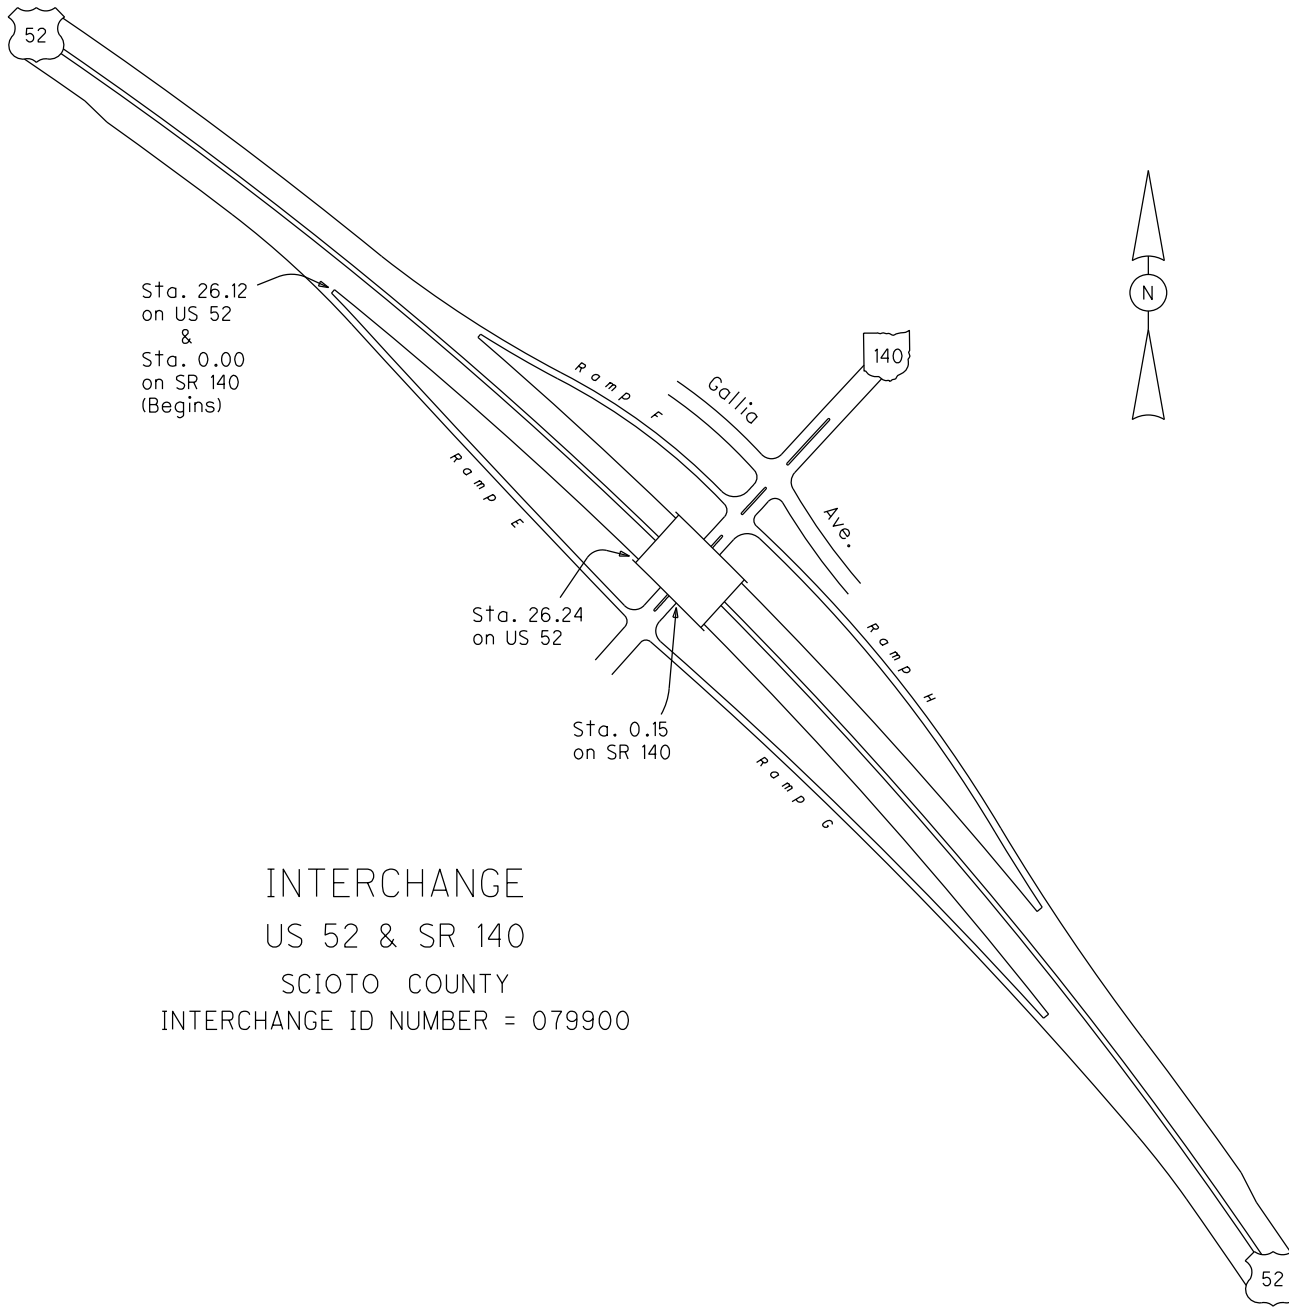 52
N
Sta. 26.12
on US 52
&
Sta. 0.00
on SR 140
(Begins)
Ramp F
Gallia
140
Ramp E
Ave.
Sta. 26.24
on US 52
Ramp H
Sta. 0.15
on SR 140
Ramp G
INTERCHANGE
US 52 & SR 140
SCIOTO COUNTY
INTERCHANGE ID NUMBER = 079900
52